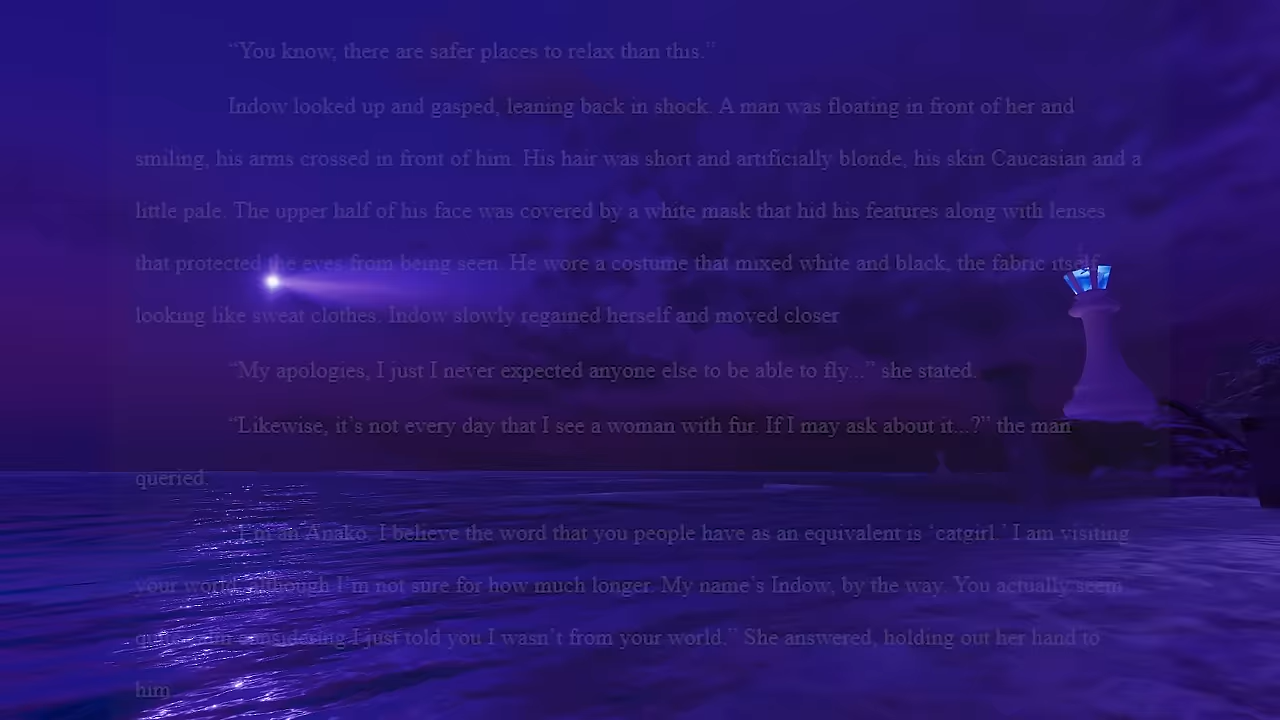 “You know, there are safer places to relax than this.”
Indow looked up and gasped, leaning back in shock. A man was floating in front of her and
smiling, his arms crossed in front of him. His hair was short and artificially blonde, his skin Caucasian and a
little pale. The upper half of his face was covered by a white mask that hid his features along with lenses
that protected the eyes from being seen. He wore a costume that mixed white and black, the fabric itself
looking like sweat clothes. Indow slowly regained herself and moved closer
“My apologies, I just I never expected anyone else to be able to fly...” she stated.
“Likewise, it’s not every day that I see a woman with fur. If I may ask about it...?” the man
queried.
“I’m an Anako, I believe the word that you people have as an equivalent is ‘catgirl.’ I am visiting
your world, although I’m not sure for how much longer. My name’s Indow, by the way. You actually seem
quite calm considering I just told you I wasn’t from your world.” She answered, holding out her hand to
him